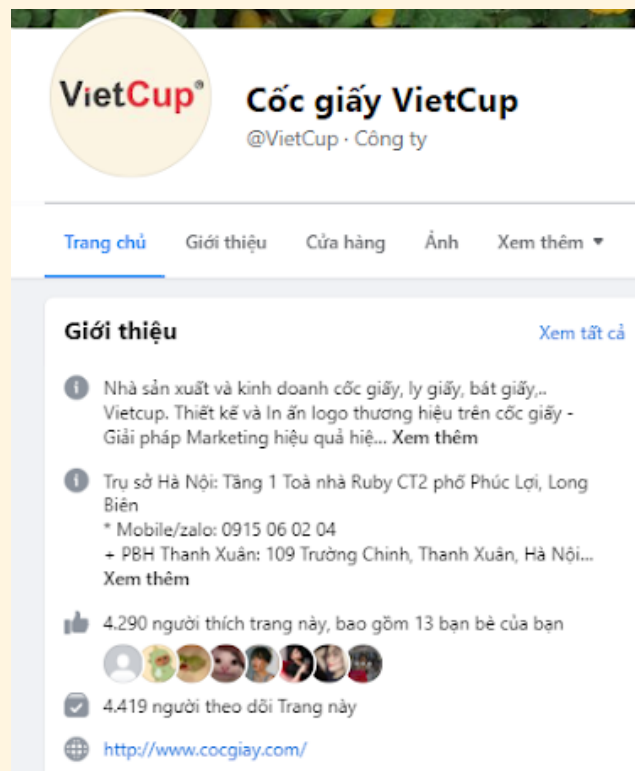 VietCup®
Cốc giấy VietCup
@VietCup · Công ty
Trang chủ Giới thiệu Cửa hàng Ảnh Xem thêm
Giới thiệu Xem tất cả
Nhà sản xuất và kinh doanh cốc giấy, ly giấy, bát giấy,..
Vietcup. Thiết kế và In ấn logo thương hiệu trên cốc giấy -
Giải pháp Marketing hiệu quả hiệ... Xem thêm
Trụ sở Hà Nội: Tầng 1 Toà nhà Ruby CT2 phố Phúc Lợi, Long
Biên
* Mobile/zalo: 0915 06 02 04
+ PBH Thanh Xuân: 109 Trường Chinh, Thanh Xuân, Hà Nội...
Xem thêm
4.290 người thích trang này, bao gồm 13 bạn bè của bạn
4.419 người theo dõi Trang này
http://www.cocgiay.com/